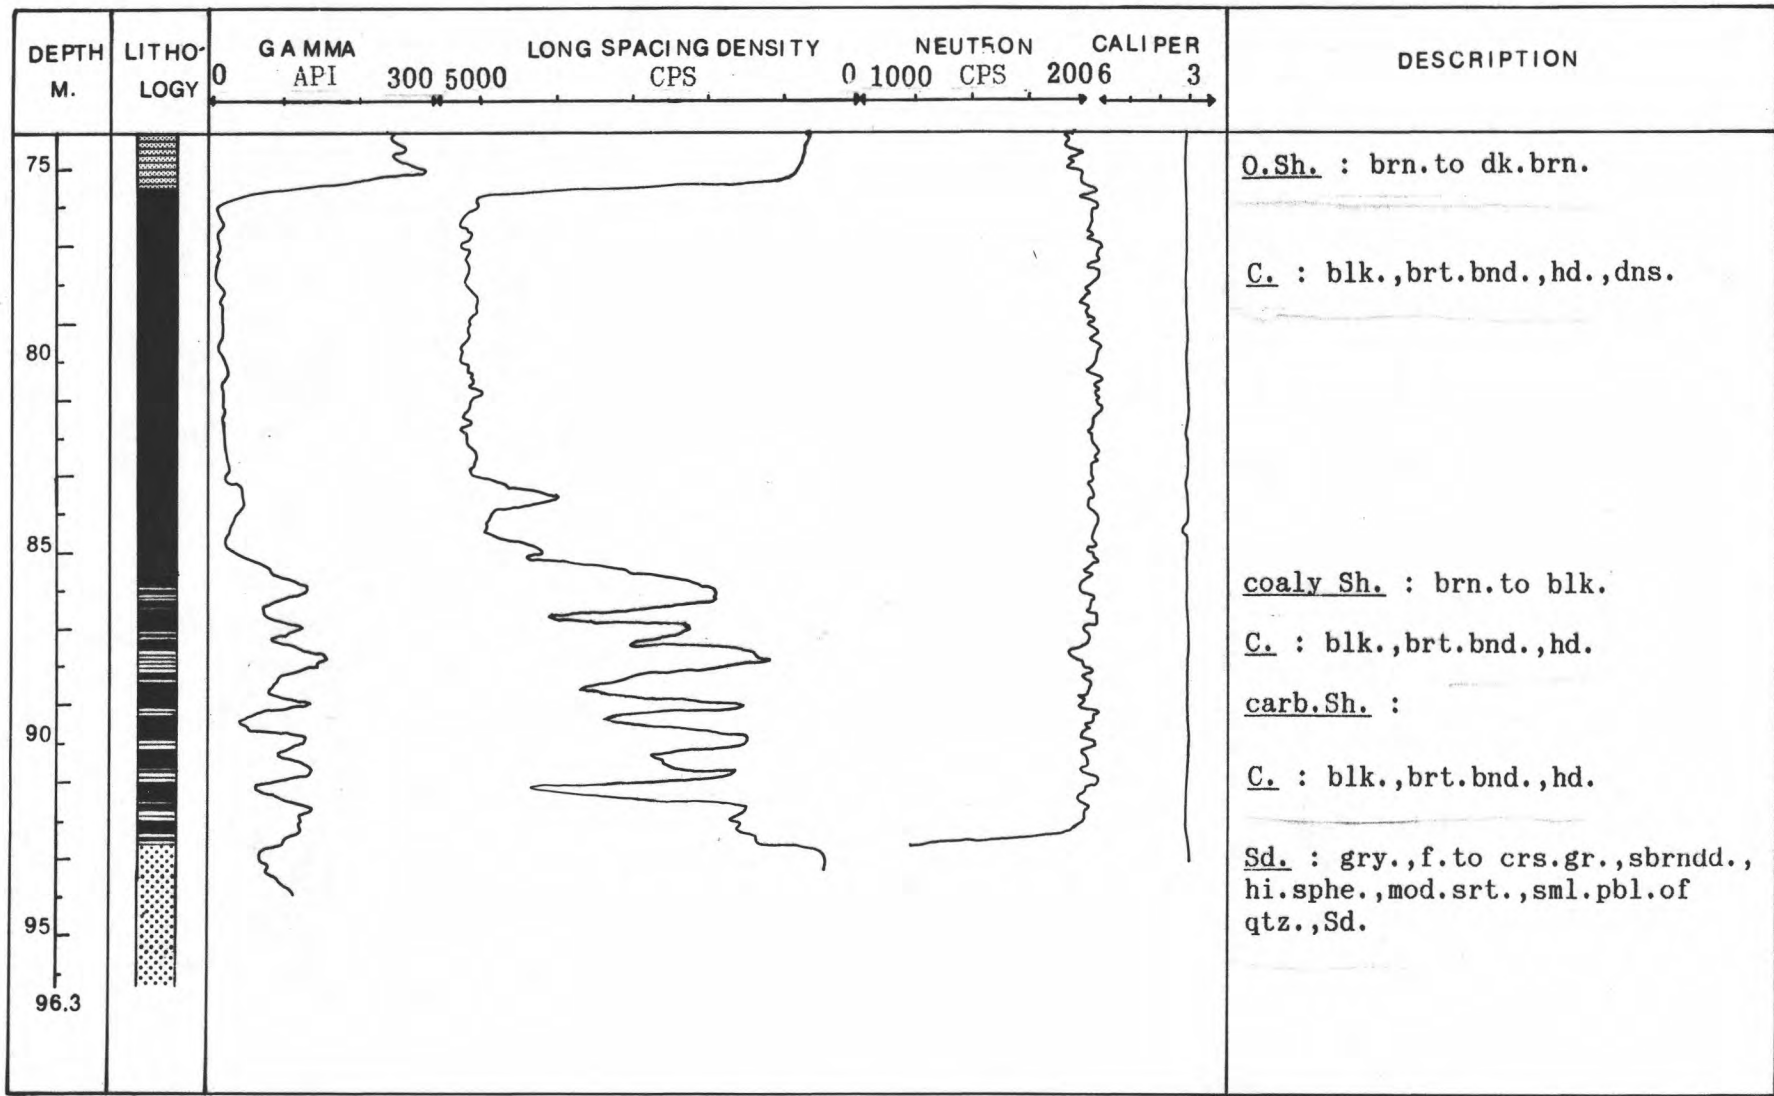 DEPTH
M.
LITHO-
LOGY
GAMMA
0 API 300
LONG SPACING DENSITY
5000 CPS 0
NEUTRON
1000 CPS 200
CALIPER
6 3
DESCRIPTION
75
80
85
90
95
96.3
O.Sh. : brn.to dk.brn.
C. : blk.,brt.bnd.,hd.,dns.
coaly Sh. : brn.to blk.
C. : blk.,brt.bnd.,hd.
carb.Sh. :
C. : blk.,brt.bnd.,hd.
Sd. : gry.,f.to crs.gr.,sbrndd.,
hi.sphe.,mod.srt.,sml.pbl.of
qtz.,Sd.